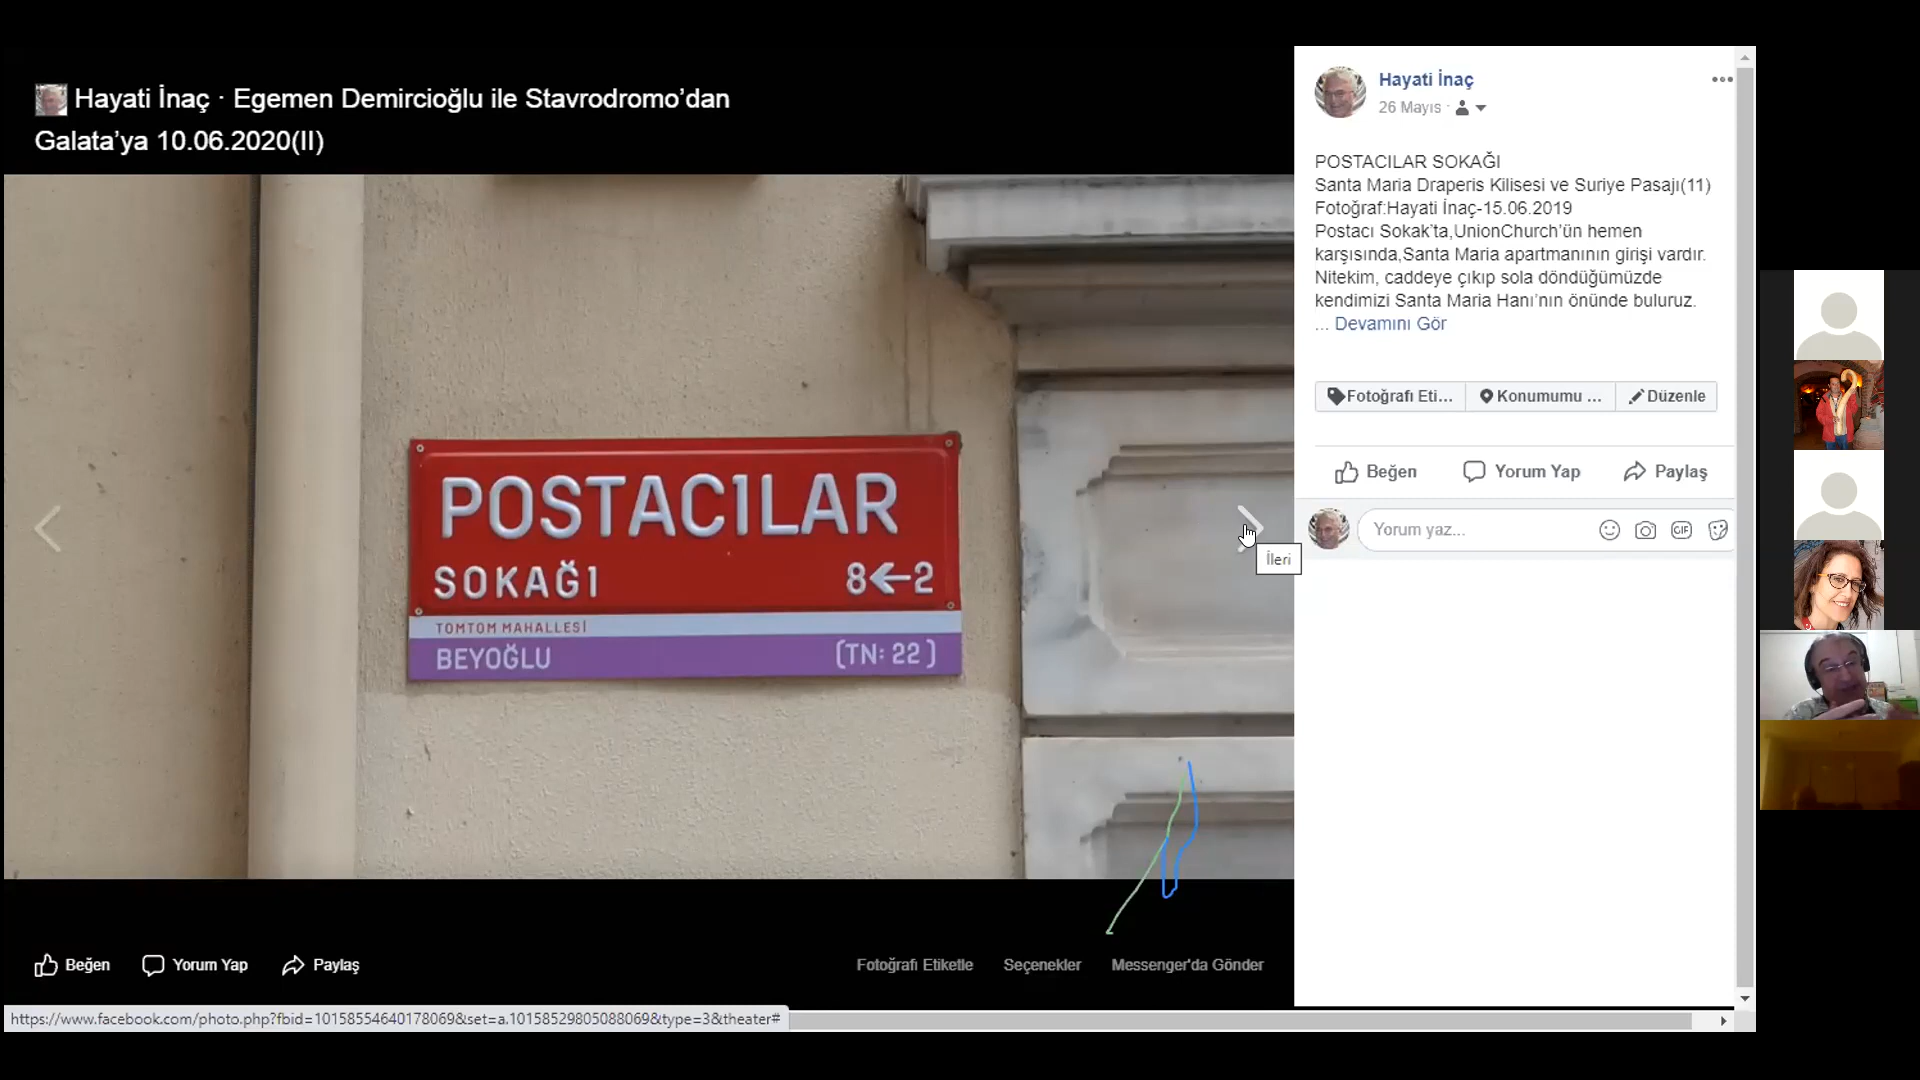 Hayati İnaç · Egemen Demircioğlu ile Stavrodromo’dan
Galata’ya 10.06.2020(II)
POSTACILAR
SOKAĞI 8←2
TOMTOM MAHALLESİ
BEYOĞLU (TN: 22)
Beğen Yorum Yap Paylaş
Fotoğrafı Etiketle Seçenekler Messenger'da Gönder
https://www.facebook.com/photo.php?fbid=10158554640178069&set=a.10158529805088069&type=3&theater#
İleri
Hayati İnaç
26 Mayıs ·
POSTACILAR SOKAĞI
Santa Maria Draperis Kilisesi ve Suriye Pasajı(11)
Fotoğraf:Hayati İnaç-15.06.2019
Postacı Sokak’ta,UnionChurch’ün hemen
karşısında,Santa Maria apartmanının girişi vardır.
Nitekim, caddeye çıkıp sola döndüğümüzde
kendimizi Santa Maria Hanı’nın önünde buluruz.
... Devamını Gör
Fotoğrafı Eti... Konumumu ... Düzenle
Beğen Yorum Yap Paylaş
Yorum yaz...
GIF